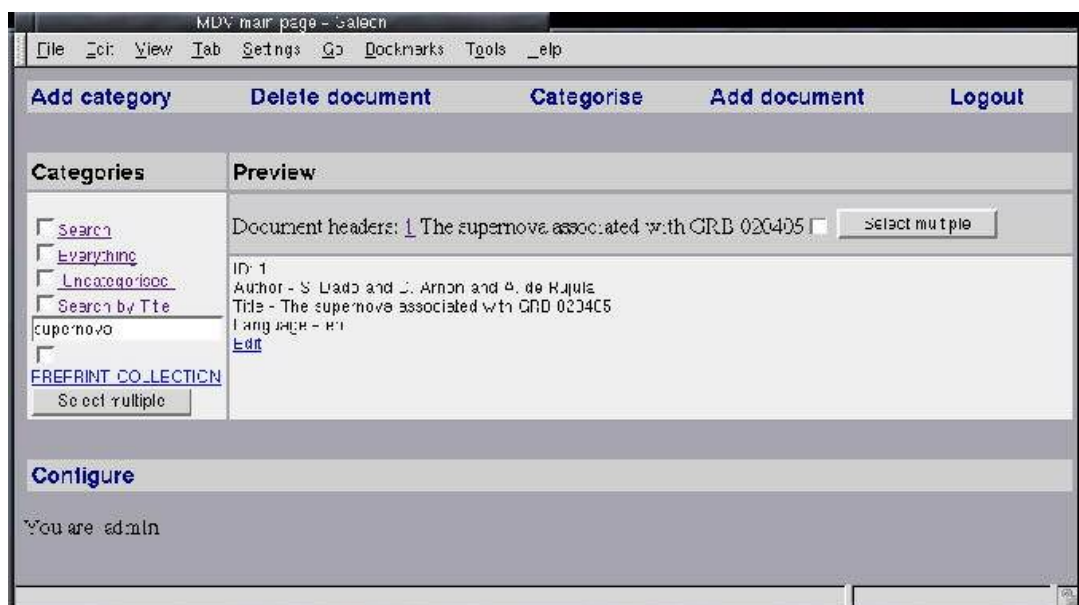 MDV main page - Galeon
File Edit View Tab Settings Go Bookmarks Tools Help
Add category Delete document Categorise Add document Logout
Categories Preview
Document headers: 1 The supernova associated with GRB 020405 Select multiple
Search
Everything
Uncategorised
Search by Title
supernova
PREPRINT COLLECTION
Select multiple
ID: 1
Author - S. Dado and D. Arnon and A. de Rujula
Title - The supernova associated with GRB 020405
Language - en
Edit
Configure
You are admin